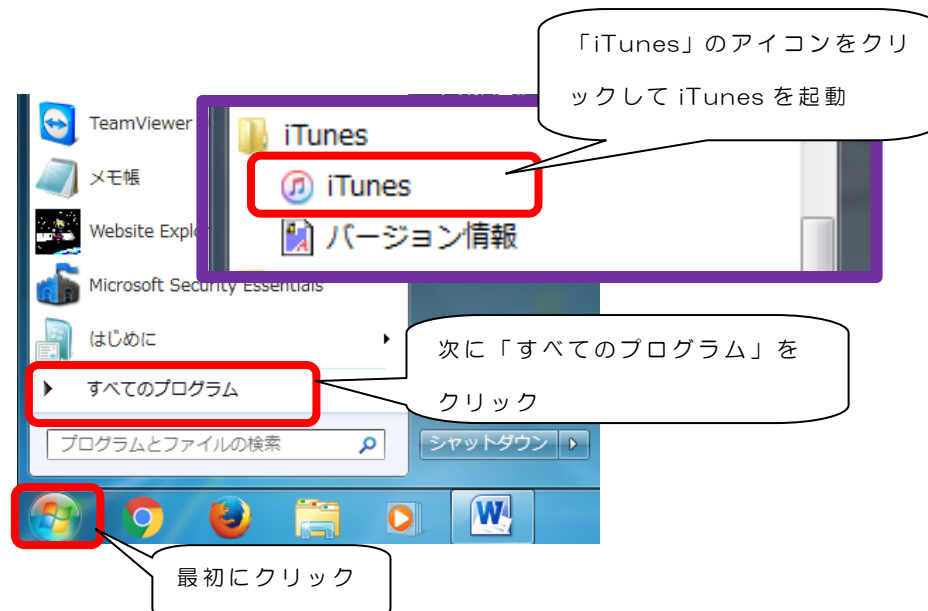 「iTunes」のアイコンをクリ
ックして iTunes を起動
TeamViewer
iTunes
メモ帳
iTunes
Website Explo
バージョン情報
Microsoft Security Essentials
はじめに
次に「すべてのプログラム」を
クリック
すべてのプログラム
プログラムとファイルの検索
シャットダウン
最初にクリック